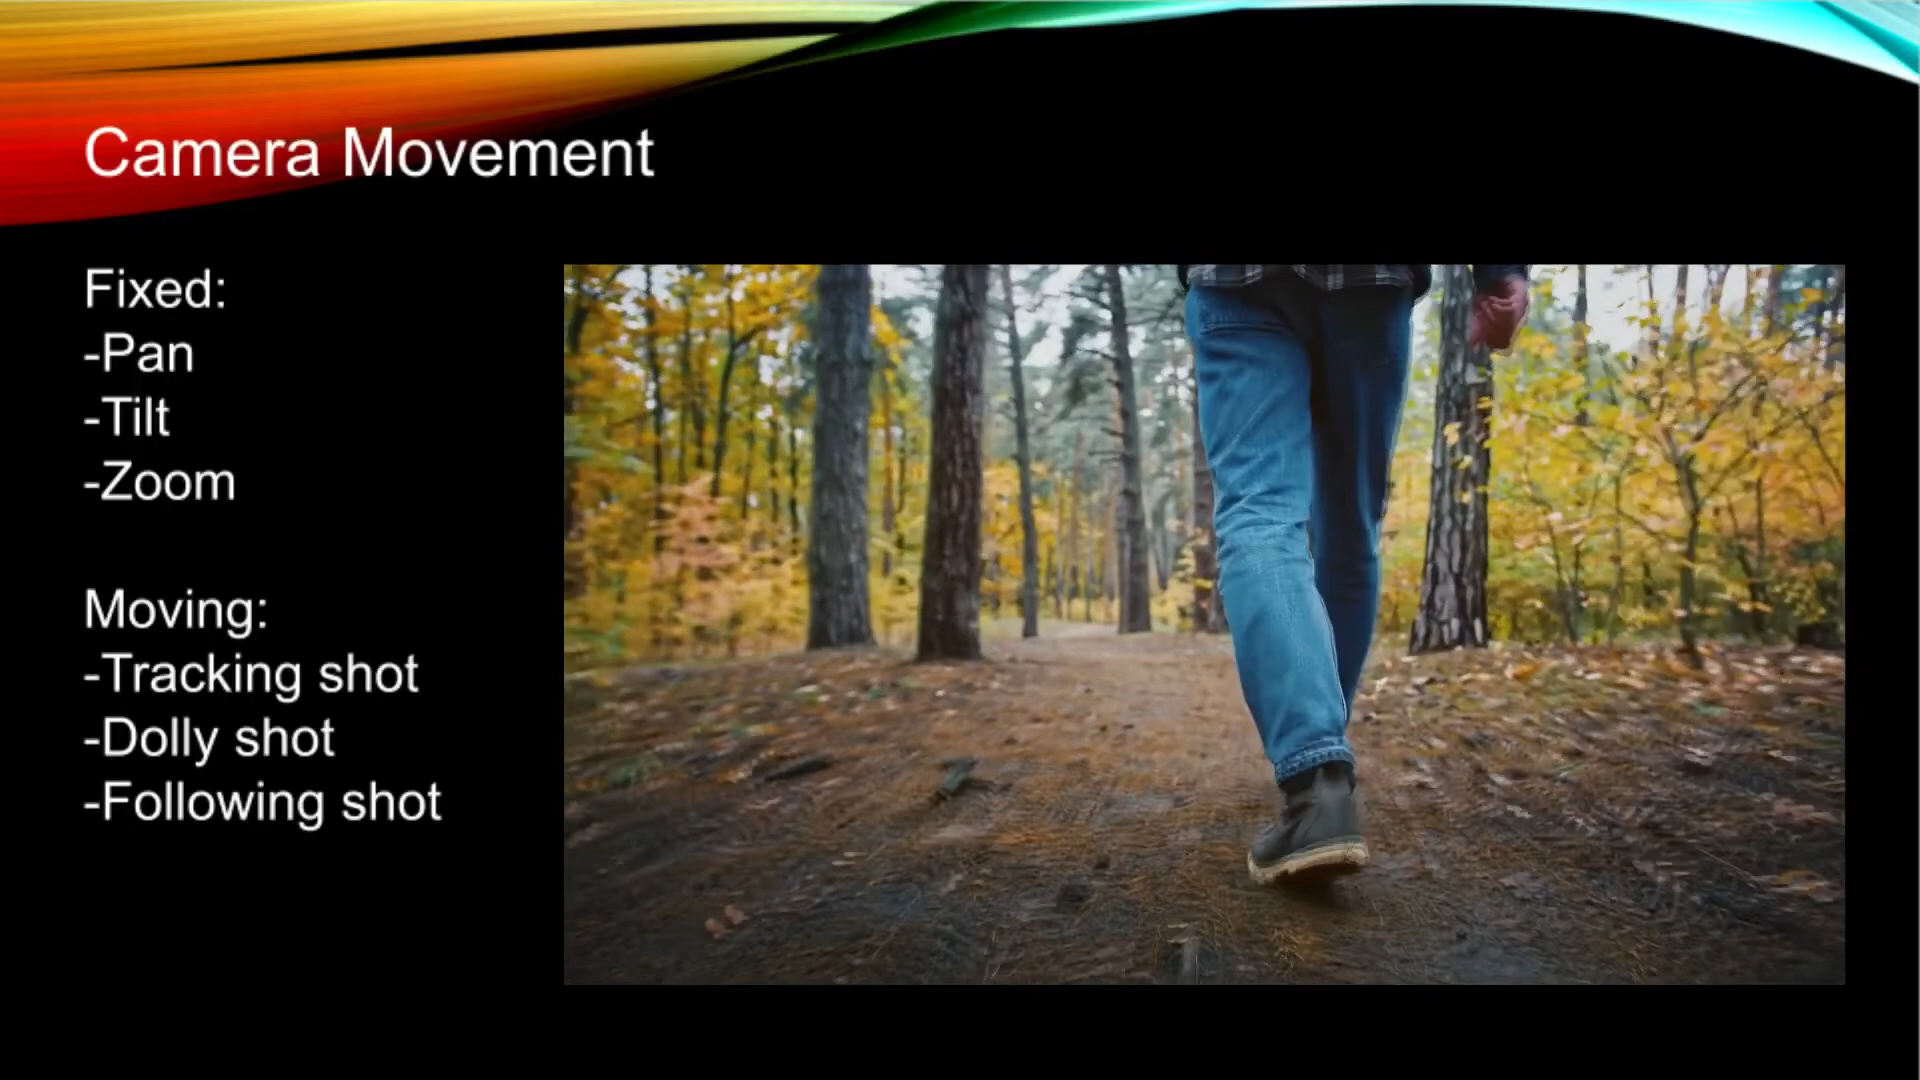 Camera Movement
Fixed:
-Pan
-Tilt
-Zoom
Moving:
-Tracking shot
-Dolly shot
-Following shot